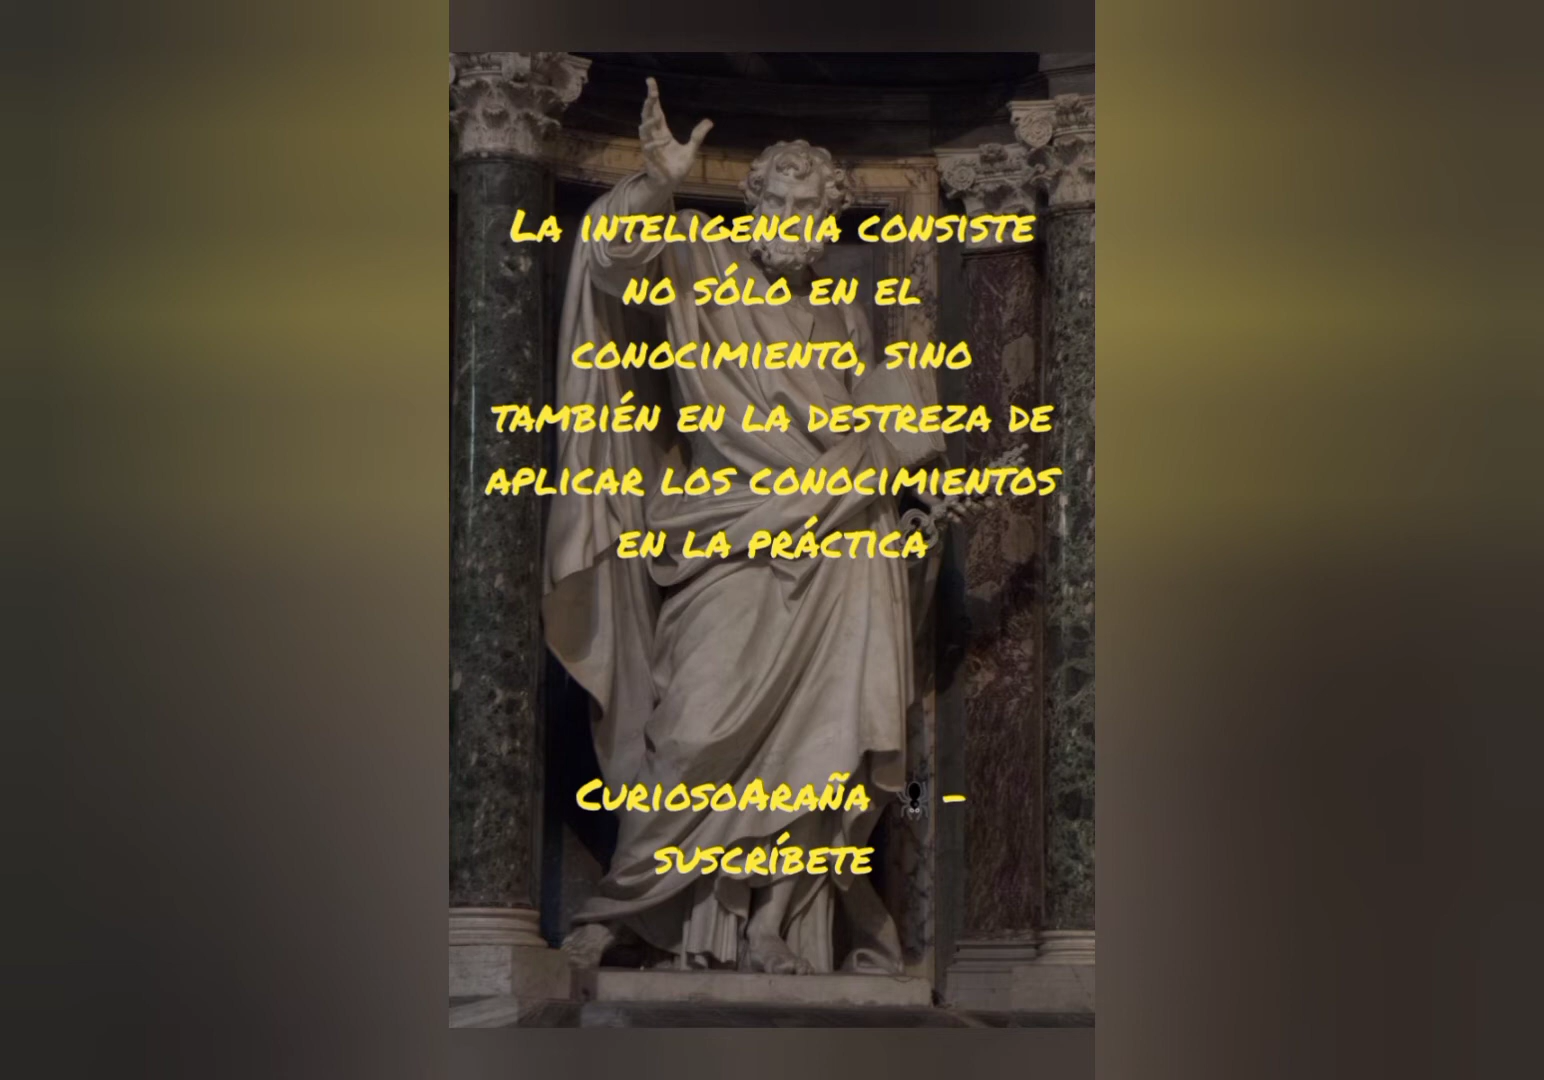 La inteligencia consiste
no sólo en el
conocimiento, sino
también en la destreza de
aplicar los conocimientos
en la práctica
CuriosoAraña 🕷 -
suscríbete